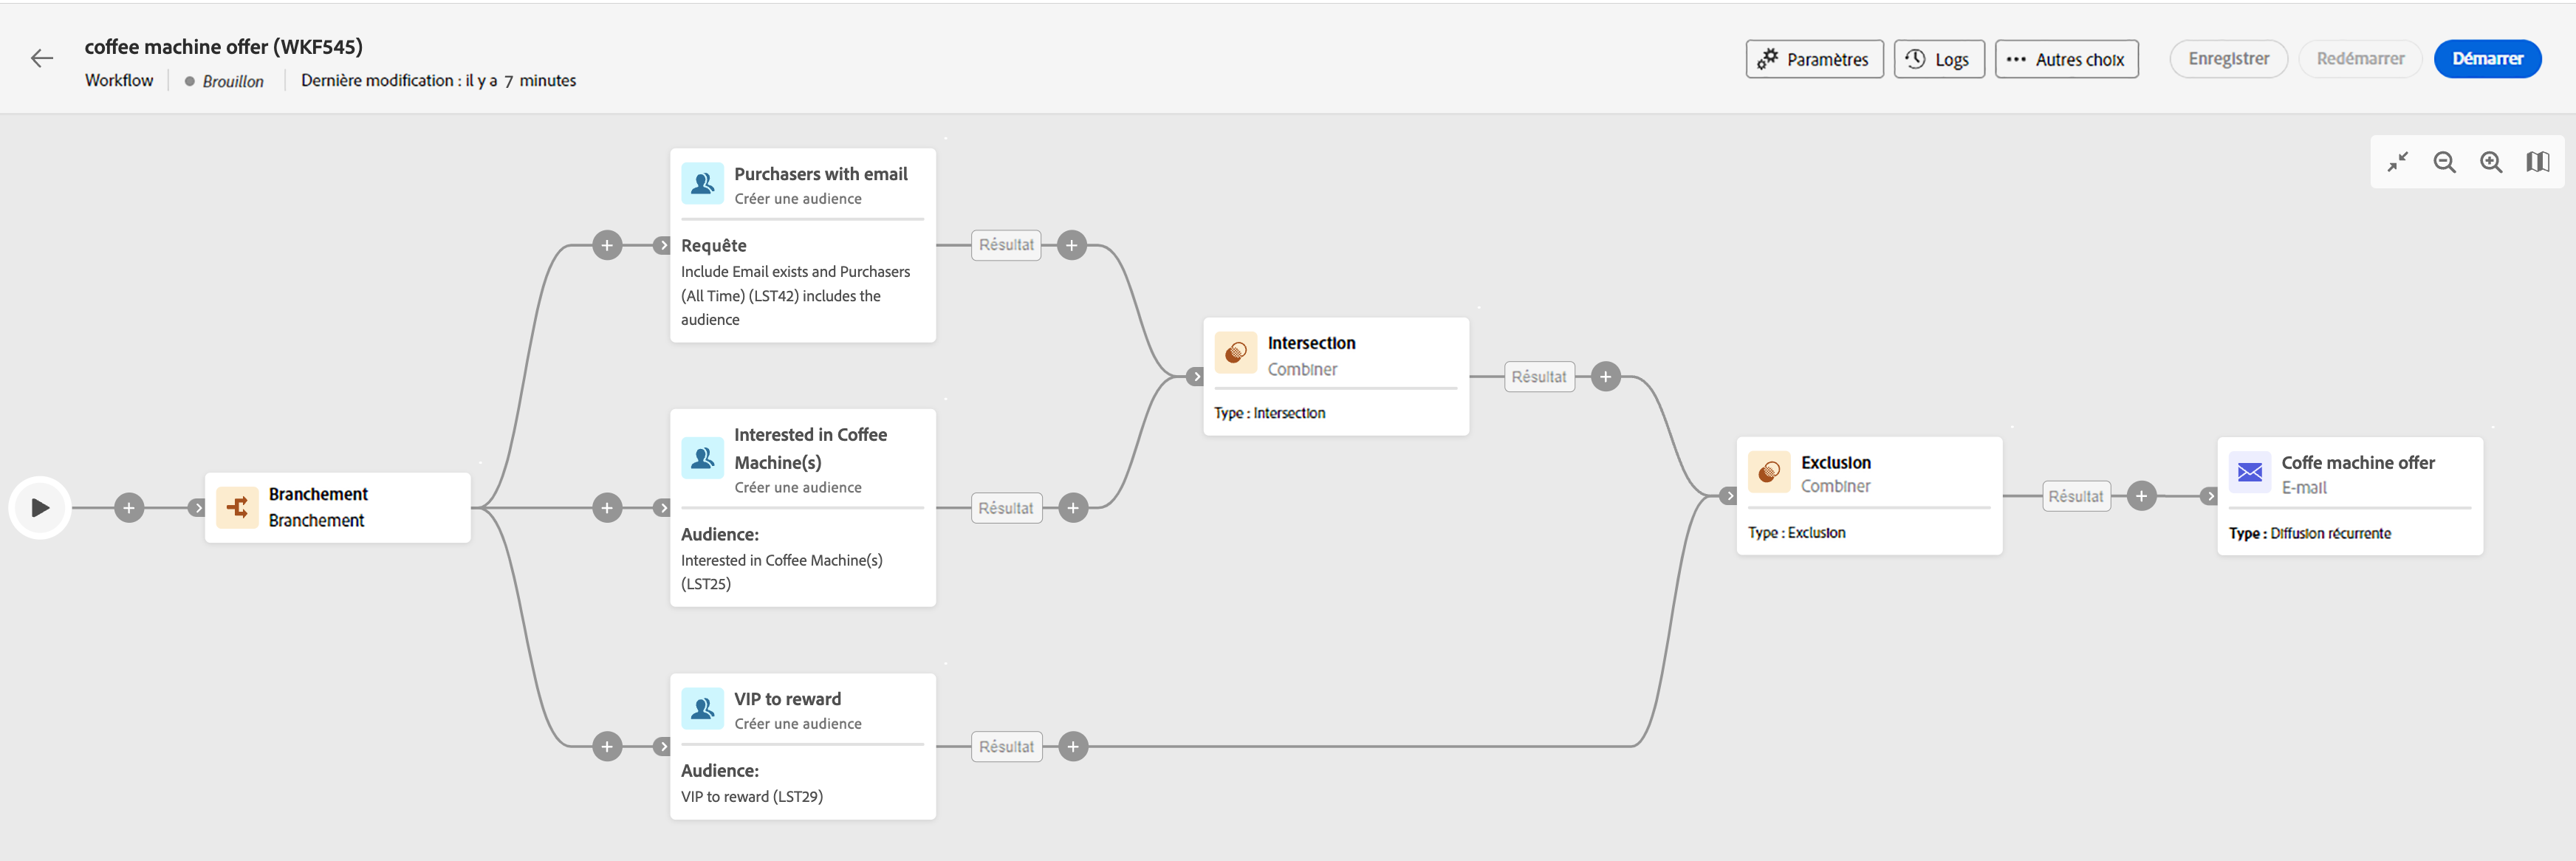 coffee machine offer (WKF545)
Workflow
Brouillon
Dernière modification : il y a 7 minutes
Paramètres
Logs
Autres choix
Enregistrer
Redémarrer
Démarrer
Branchement
Branchement
Purchasers with email
Créer une audience
Requête
Include Email exists and Purchasers
(All Time) (LST42) includes the
audience
Résultat
Interested in Coffee
Machine(s)
Créer une audience
Audience:
Interested in Coffee Machine(s)
(LST25)
Résultat
VIP to reward
Créer une audience
Audience:
VIP to reward (LST29)
Résultat
Intersection
Combiner
Type : Intersection
Résultat
Exclusion
Combiner
Type : Exclusion
Résultat
Coffe machine offer
E-mail
Type : Diffusion récurrente